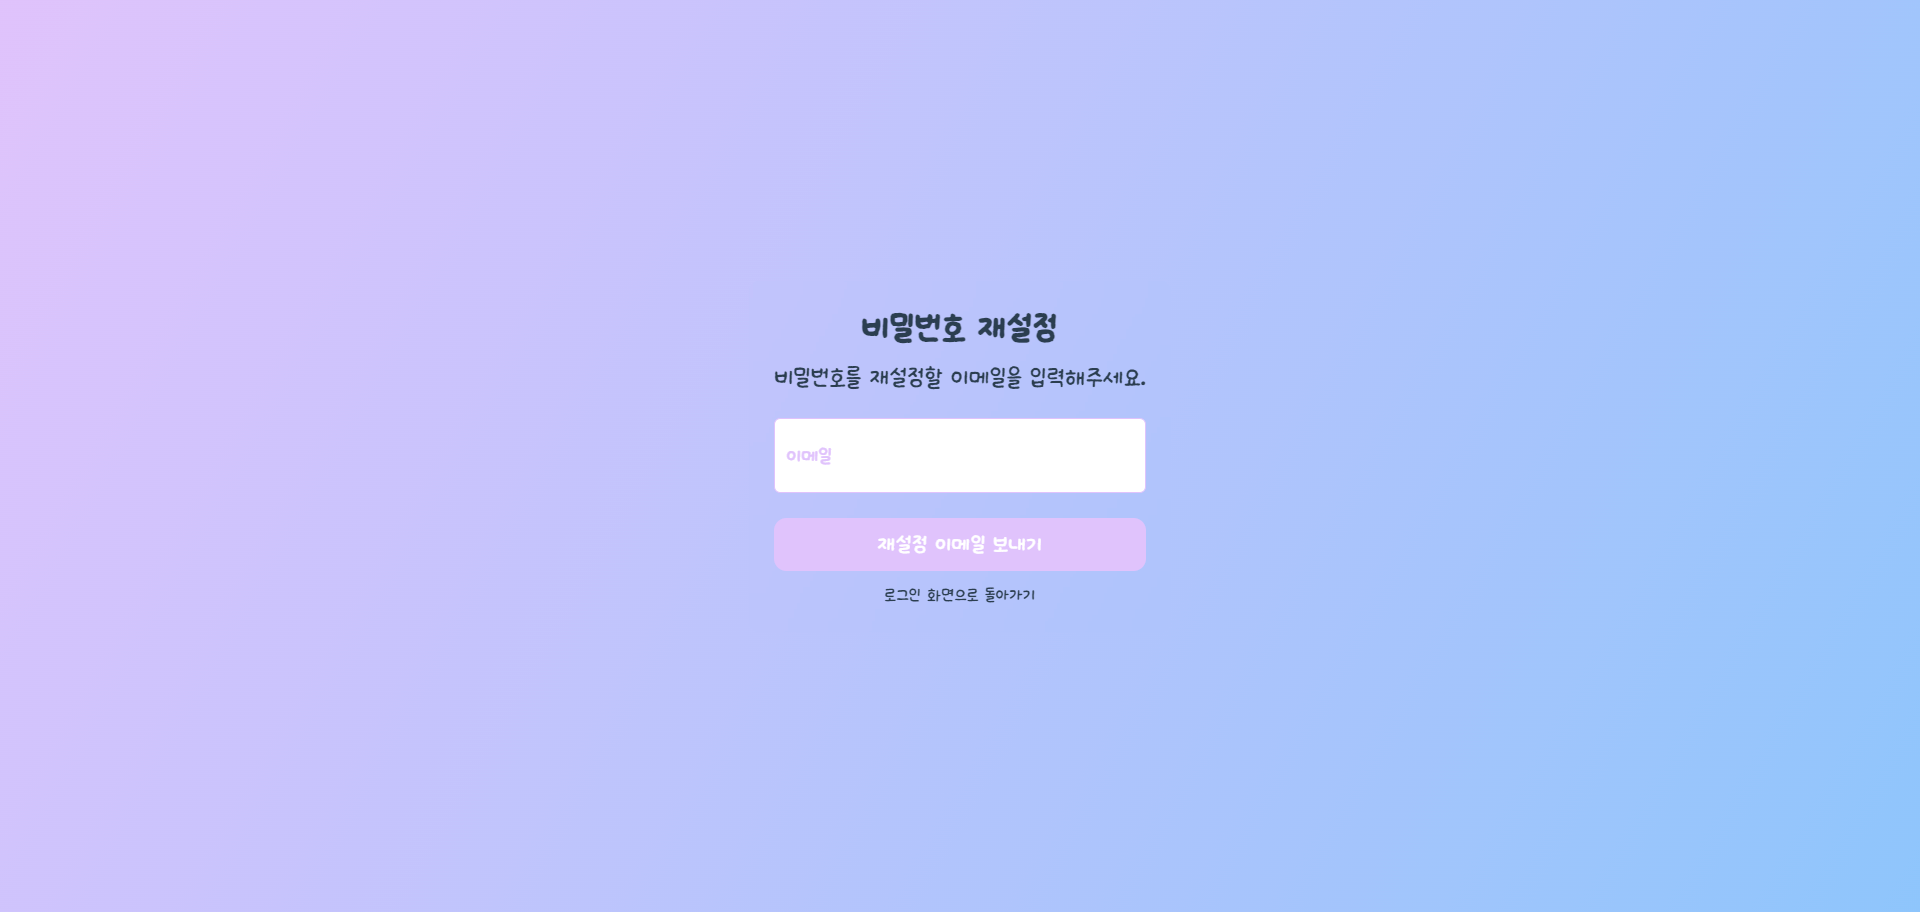 비밀번호 재설정
비밀번호를 재설정할 이메일을 입력해주세요.
이메일
재설정 이메일 보내기
로그인 화면으로 돌아가기